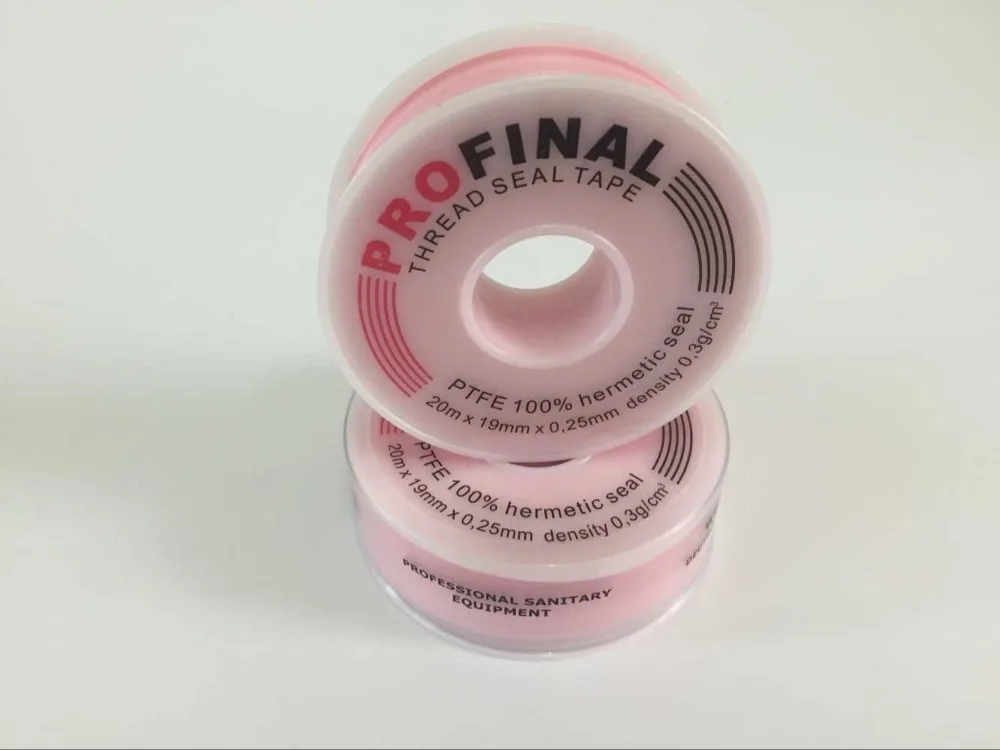 PROFINAL
THREAD SEAL TAPE
PTFE 100% hermetic seal
20m x 19mm x 0,25mm density 0,3g/cm³
PTFE 100% hermetic seal
20m x 19mm x 0,25mm density 0,3g/cm³
PROFESSIONAL SANITARY
EQUIPMENT